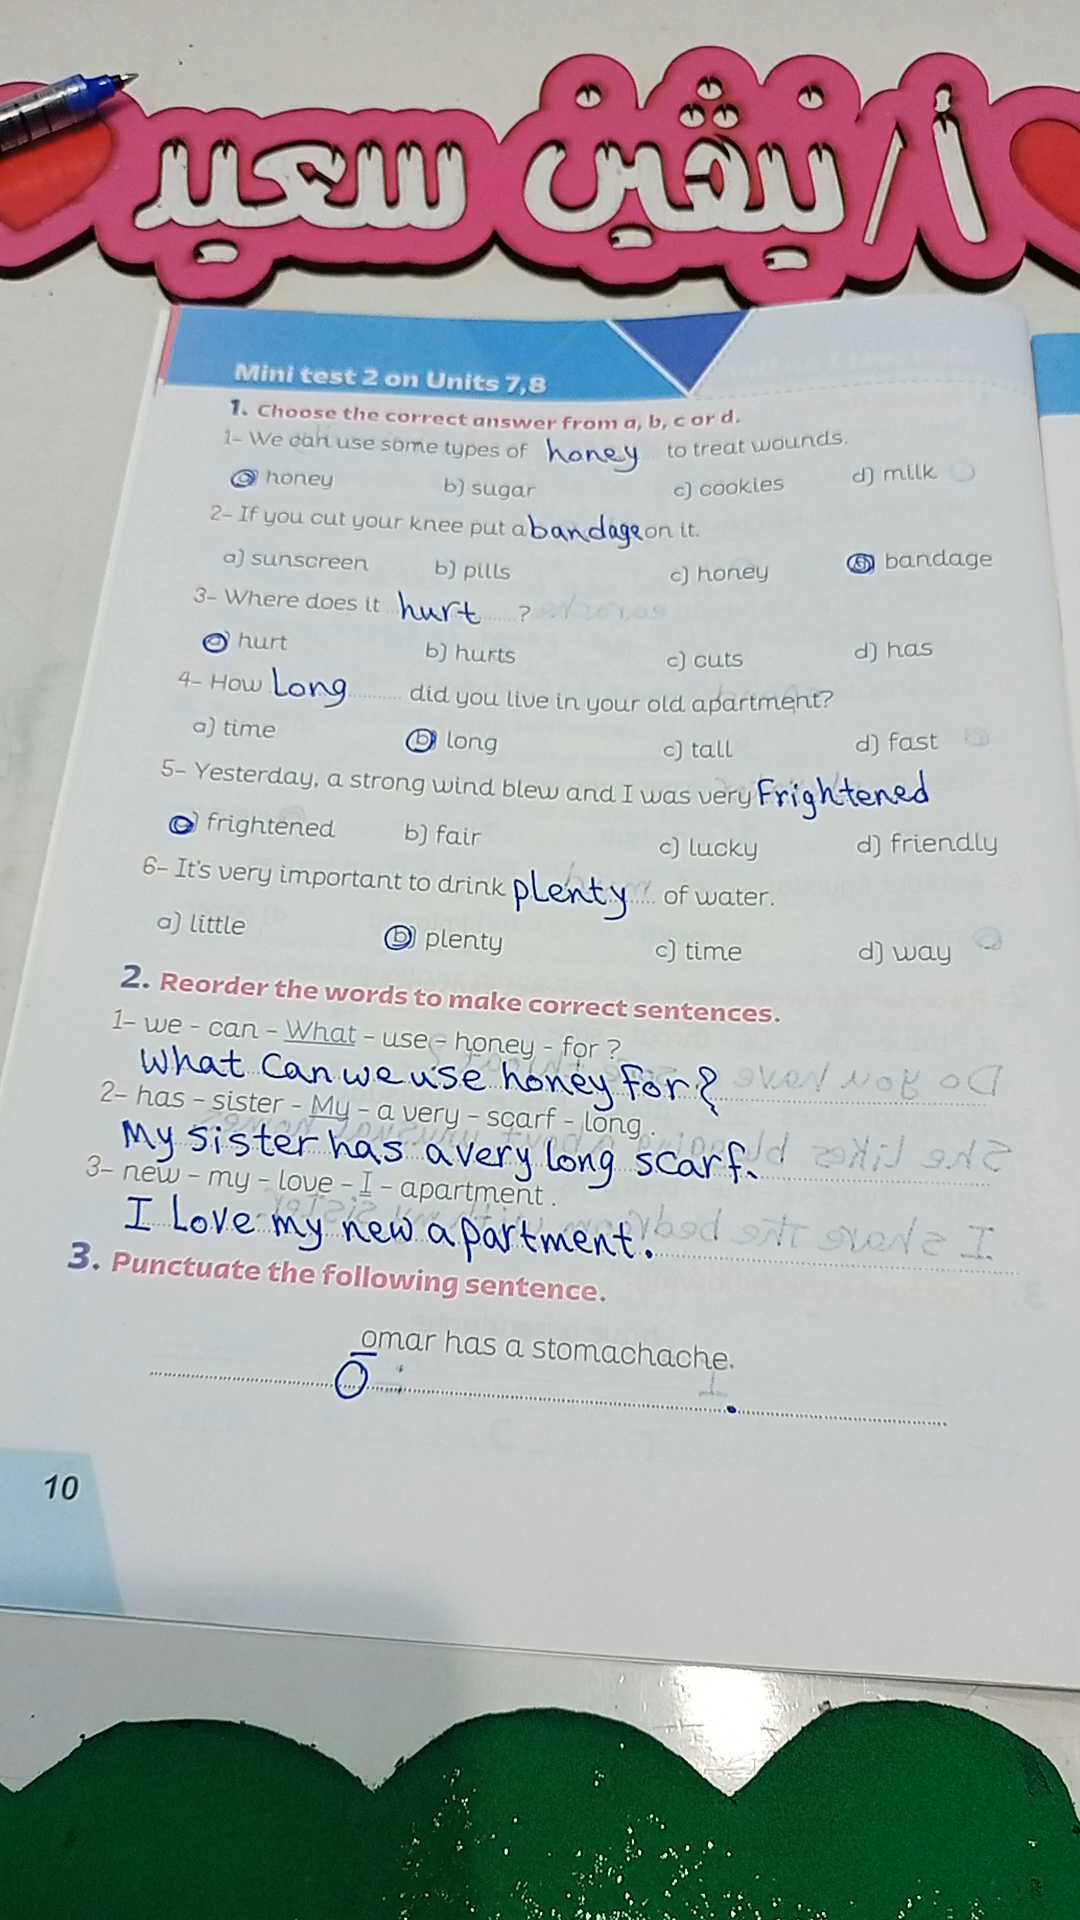 أ/ نيفين سعيد
Mini test 2 on Units 7,8
1. Choose the correct answer from a, b, c or d.
1- We can use some types of honey to treat wounds.
a) honey b) sugar c) cookies d) milk
2- If you cut your knee put a bandage on it.
a) sunscreen b) pills c) honey d) bandage
3- Where does it hurt ?
a) hurt b) hurts c) cuts d) has
4- How Long did you live in your old apartment?
a) time b) long c) tall d) fast
5- Yesterday, a strong wind blew and I was very Frightened
a) frightened b) fair c) lucky d) friendly
6- It's very important to drink plenty of water.
a) little b) plenty c) time d) way
2. Reorder the words to make correct sentences.
1- we - can - What - use - honey - for ?
What Can we use honey for?
2- has - sister - My - a very - scarf - long .
My sister has a very long scarf.
3- new - my - love - I - apartment .
I Love my new apartment.
3. Punctuate the following sentence.
omar has a stomachache.
O .
10